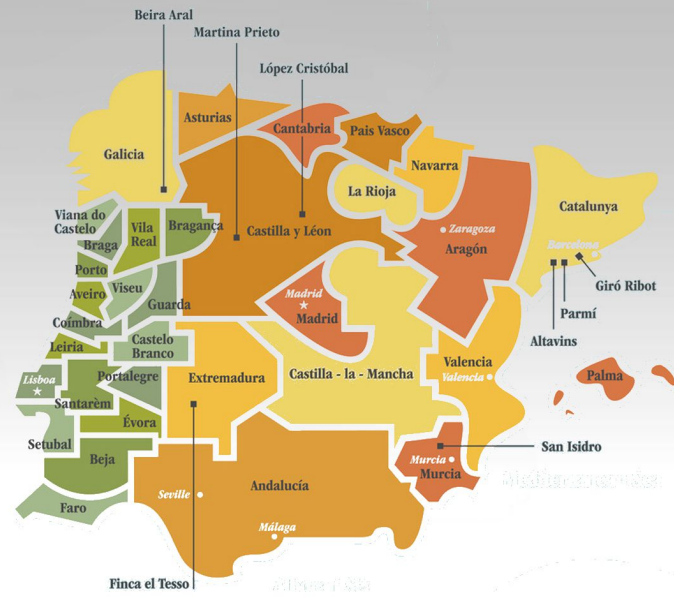 Beira Aral
Martina Prieto
López Cristóbal
Asturias
Cantabria
Pais Vasco
Galicia
Navarra
La Rioja
Catalunya
Viana do
Castelo
Vila
Real
Bragança
Castilla y Léon
Zaragoza
Aragón
Braga
Barcelona
Porto
Viseu
Giró Ribot
Aveiro
Guarda
Madrid
Parmí
Madrid
Coímbra
Altavins
Leiria
Castelo
Branco
Valencia
Lisboa
Portalegre
Extremadura
Castilla - la - Mancha
Valencia
Palma
Santarèm
Évora
Setubal
San Isidro
Beja
Murcia
Murcia
Andalucía
Seville
Faro
Málaga
Finca el Tesso